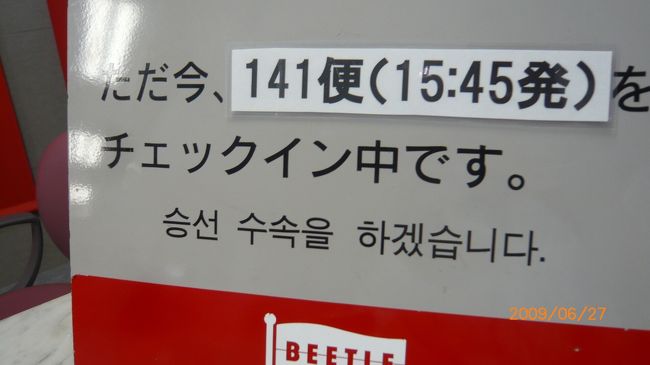 ただ今、141便(15:45発)を
チェックイン中です。
승선 수속을 하겠습니다.
2009/06/27
BEETLE